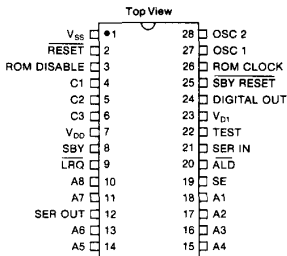 Top View
V_SS 1 28 OSC 2
RESET 2 27 OSC 1
ROM DISABLE 3 26 ROM CLOCK
C1 4 25 SBY RESET
C2 5 24 DIGITAL OUT
C3 6 23 V_D1
V_DD 7 22 TEST
SBY 8 21 SER IN
LRQ 9 20 ALD
A8 10 19 SE
A7 11 18 A1
SER OUT 12 17 A2
A6 13 16 A3
A5 14 15 A4